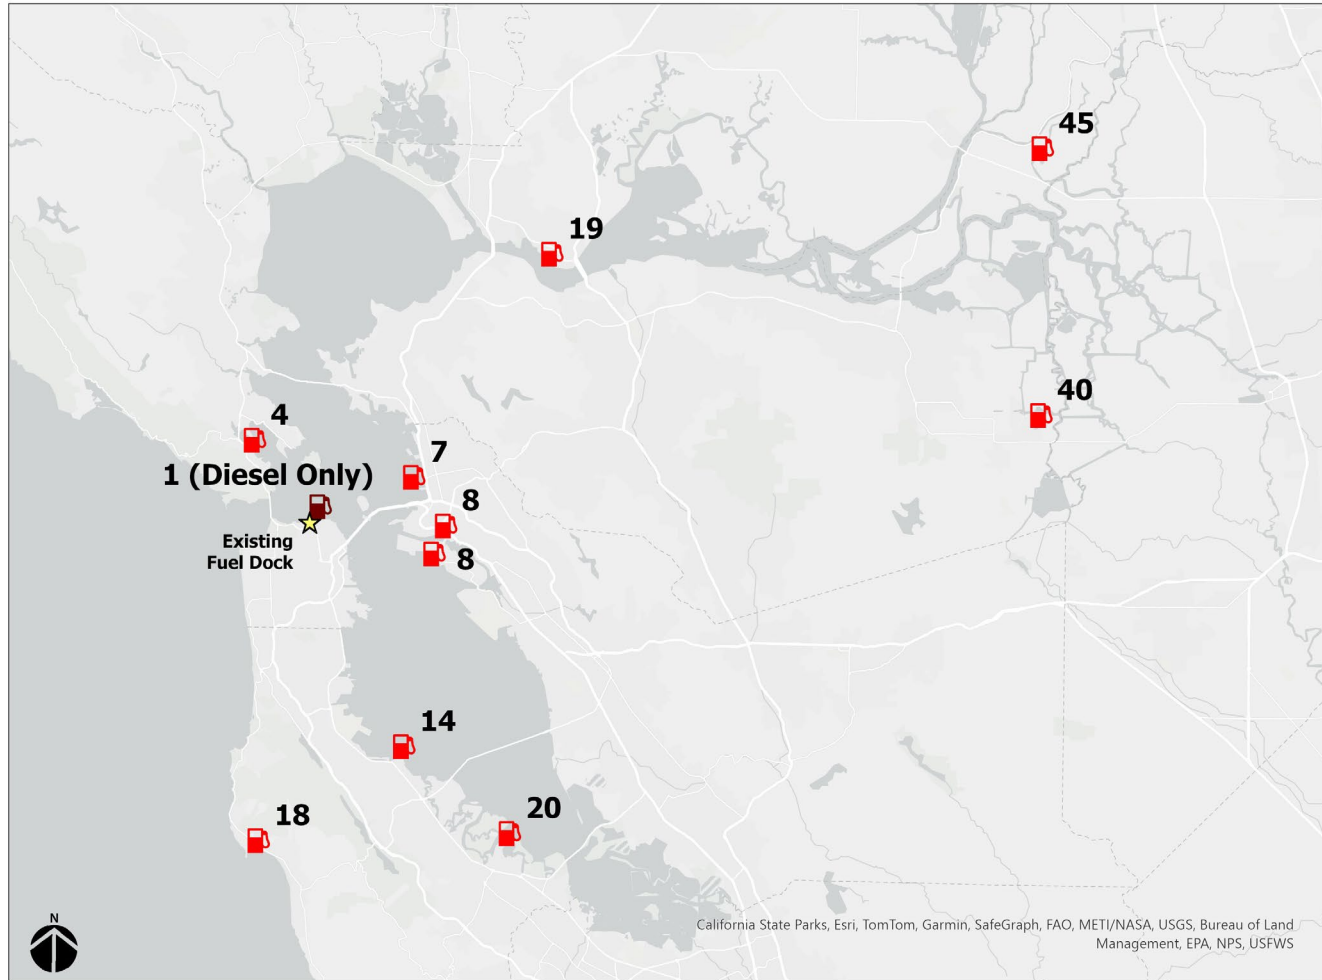 45
19
40
4
7
1 (Diesel Only)
8
Existing
Fuel Dock
8
14
20
18
N
California State Parks, Esri, TomTom, Garmin, SafeGraph, FAO, METI/NASA, USGS, Bureau of Land
Management, EPA, NPS, USFWS